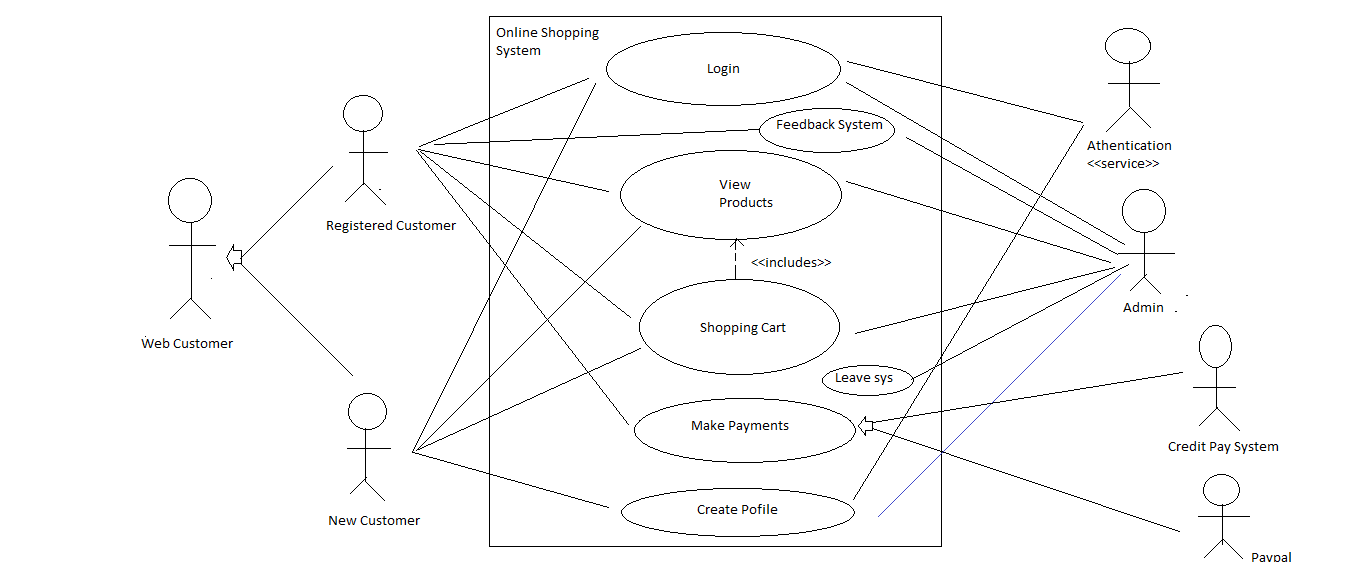 Online Shopping
System
Login
Feedback System
View
Products
<<includes>>
Shopping Cart
Leave sys
Make Payments
Create Pofile
Registered Customer
Web Customer
New Customer
Athentication
<<service>>
Admin
Credit Pay System
Paypal